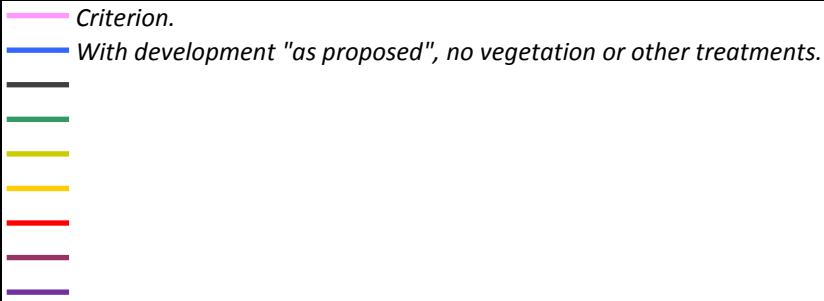 Criterion.
With development "as proposed", no vegetation or other treatments.